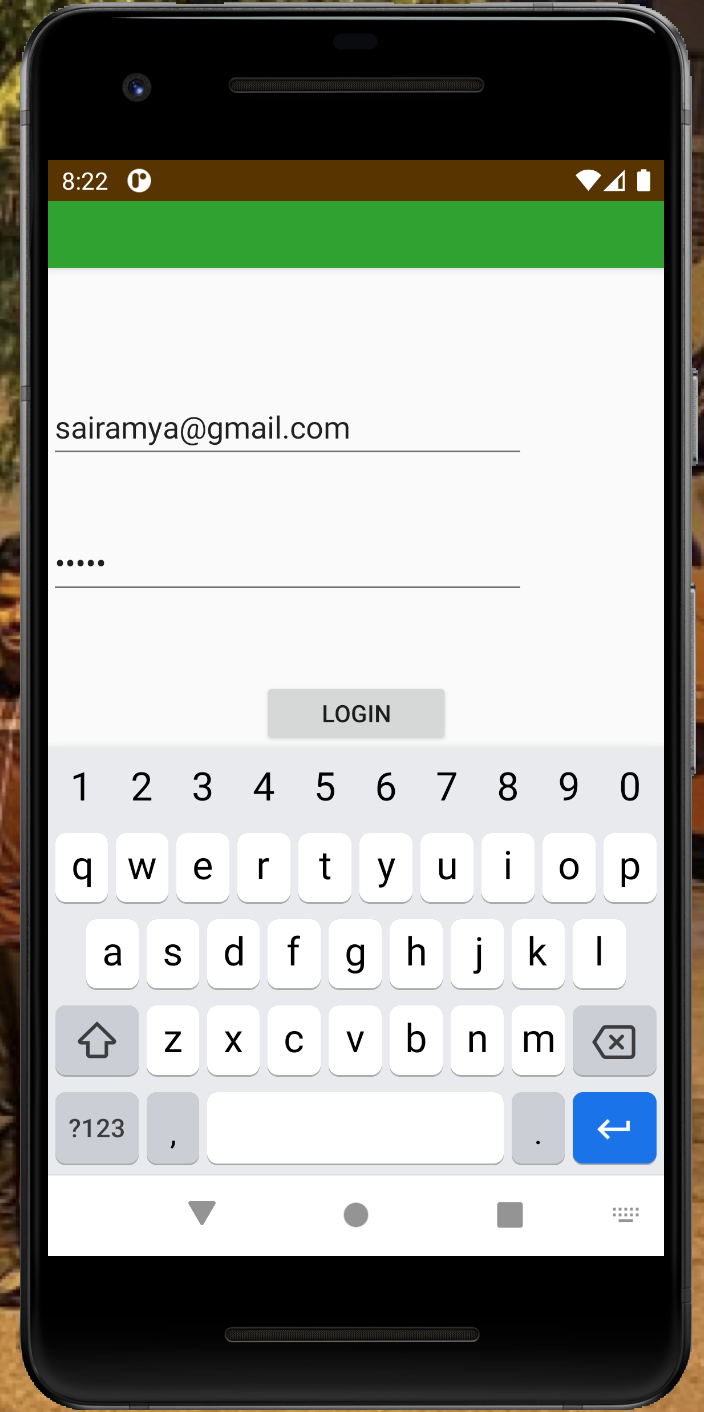 8:22
sairamya@gmail.com
•••••
LOGIN
1 2 3 4 5 6 7 8 9 0
q w e r t y u i o p
a s d f g h j k l
z x c v b n m
?123 , .